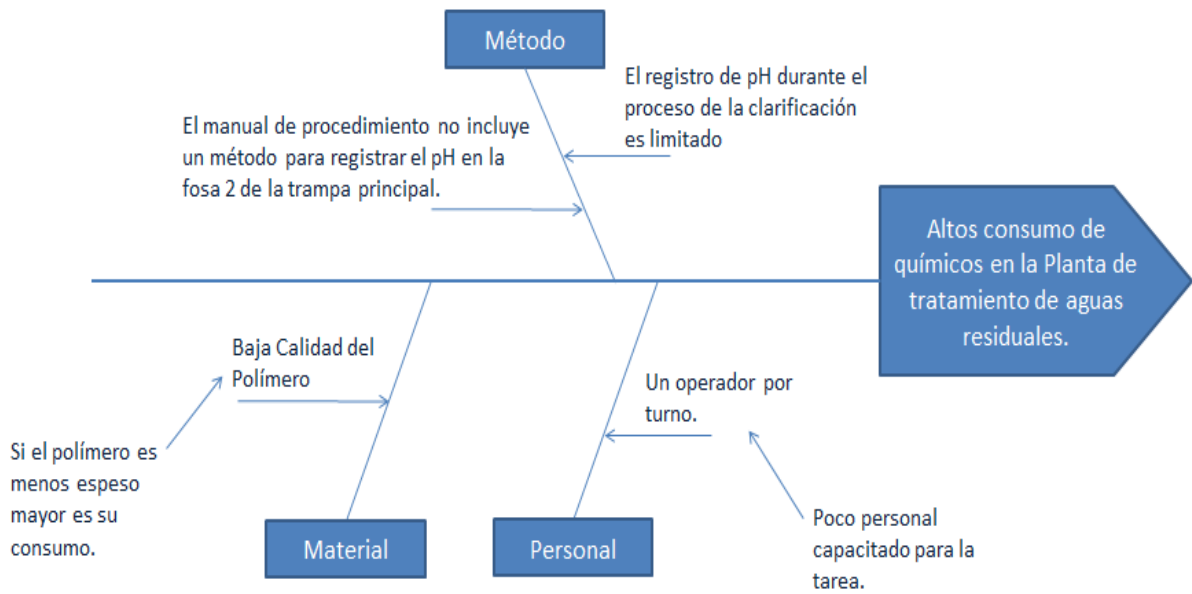 Método
El registro de pH durante el
proceso de la clarificación
es limitado
El manual de procedimiento no incluye
un método para registrar el pH en la
fosa 2 de la trampa principal.
Altos consumo de
químicos en la Planta de
tratamiento de aguas
residuales.
Baja Calidad del
Polímero
Si el polímero es
menos espeso
mayor es su
consumo.
Un operador por
turno.
Poco personal
capacitado para la
tarea.
Material
Personal